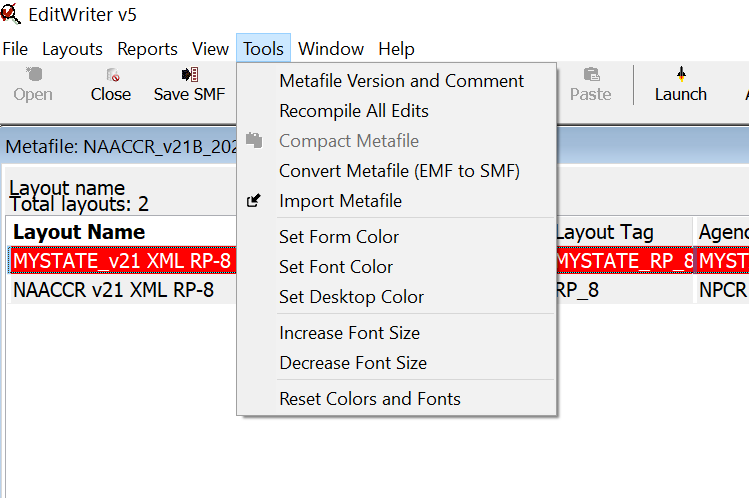 EditWriter v5
File Layouts Reports View Tools Window Help
Open Close Save SMF Paste Launch
Metafile: NAACCR_v21B_202
Layout name
Total layouts: 2
Layout Name Layout Tag Agenc
MYSTATE_v21 XML RP-8 MYSTATE_RP_8 MYST
NAACCR v21 XML RP-8 RP_8 NPCR
Metafile Version and Comment
Recompile All Edits
Compact Metafile
Convert Metafile (EMF to SMF)
Import Metafile
Set Form Color
Set Font Color
Set Desktop Color
Increase Font Size
Decrease Font Size
Reset Colors and Fonts